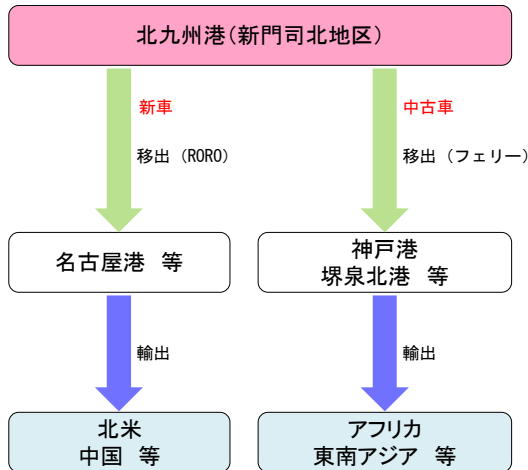 北九州港（新門司北地区）
新車
中古車
移出（RORO）
移出（フェリー）
名古屋港　等
神戸港
堺泉北港　等
輸出
輸出
北米
中国　等
アフリカ
東南アジア　等